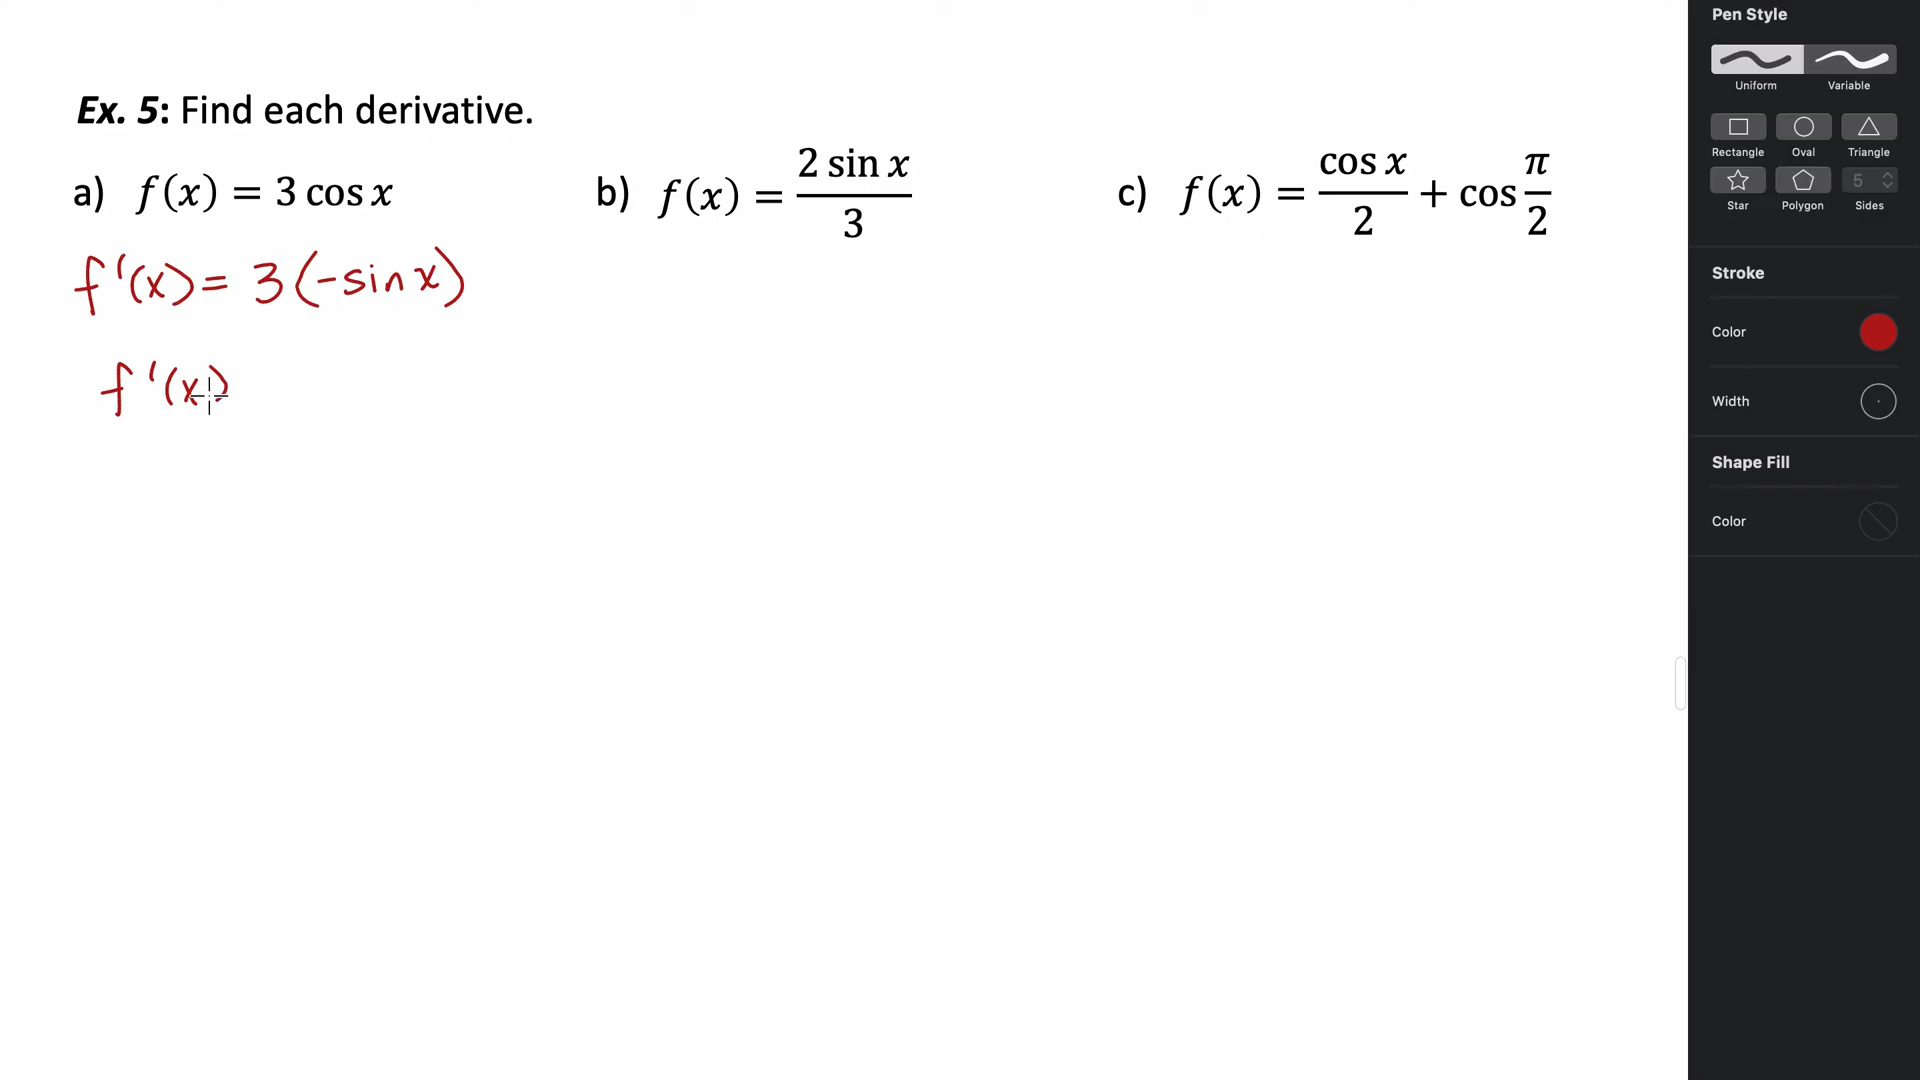 Ex. 5: Find each derivative.
a) f(x) = 3 cos x
b) f(x) = 2 sin x / 3
c) f(x) = cos x / 2 + cos π / 2
f'(x) = 3(-sin x)
f'(x)
Pen Style
Uniform Variable
Rectangle Oval Triangle
5
Star Polygon Sides
Stroke
Color
Width
Shape Fill
Color